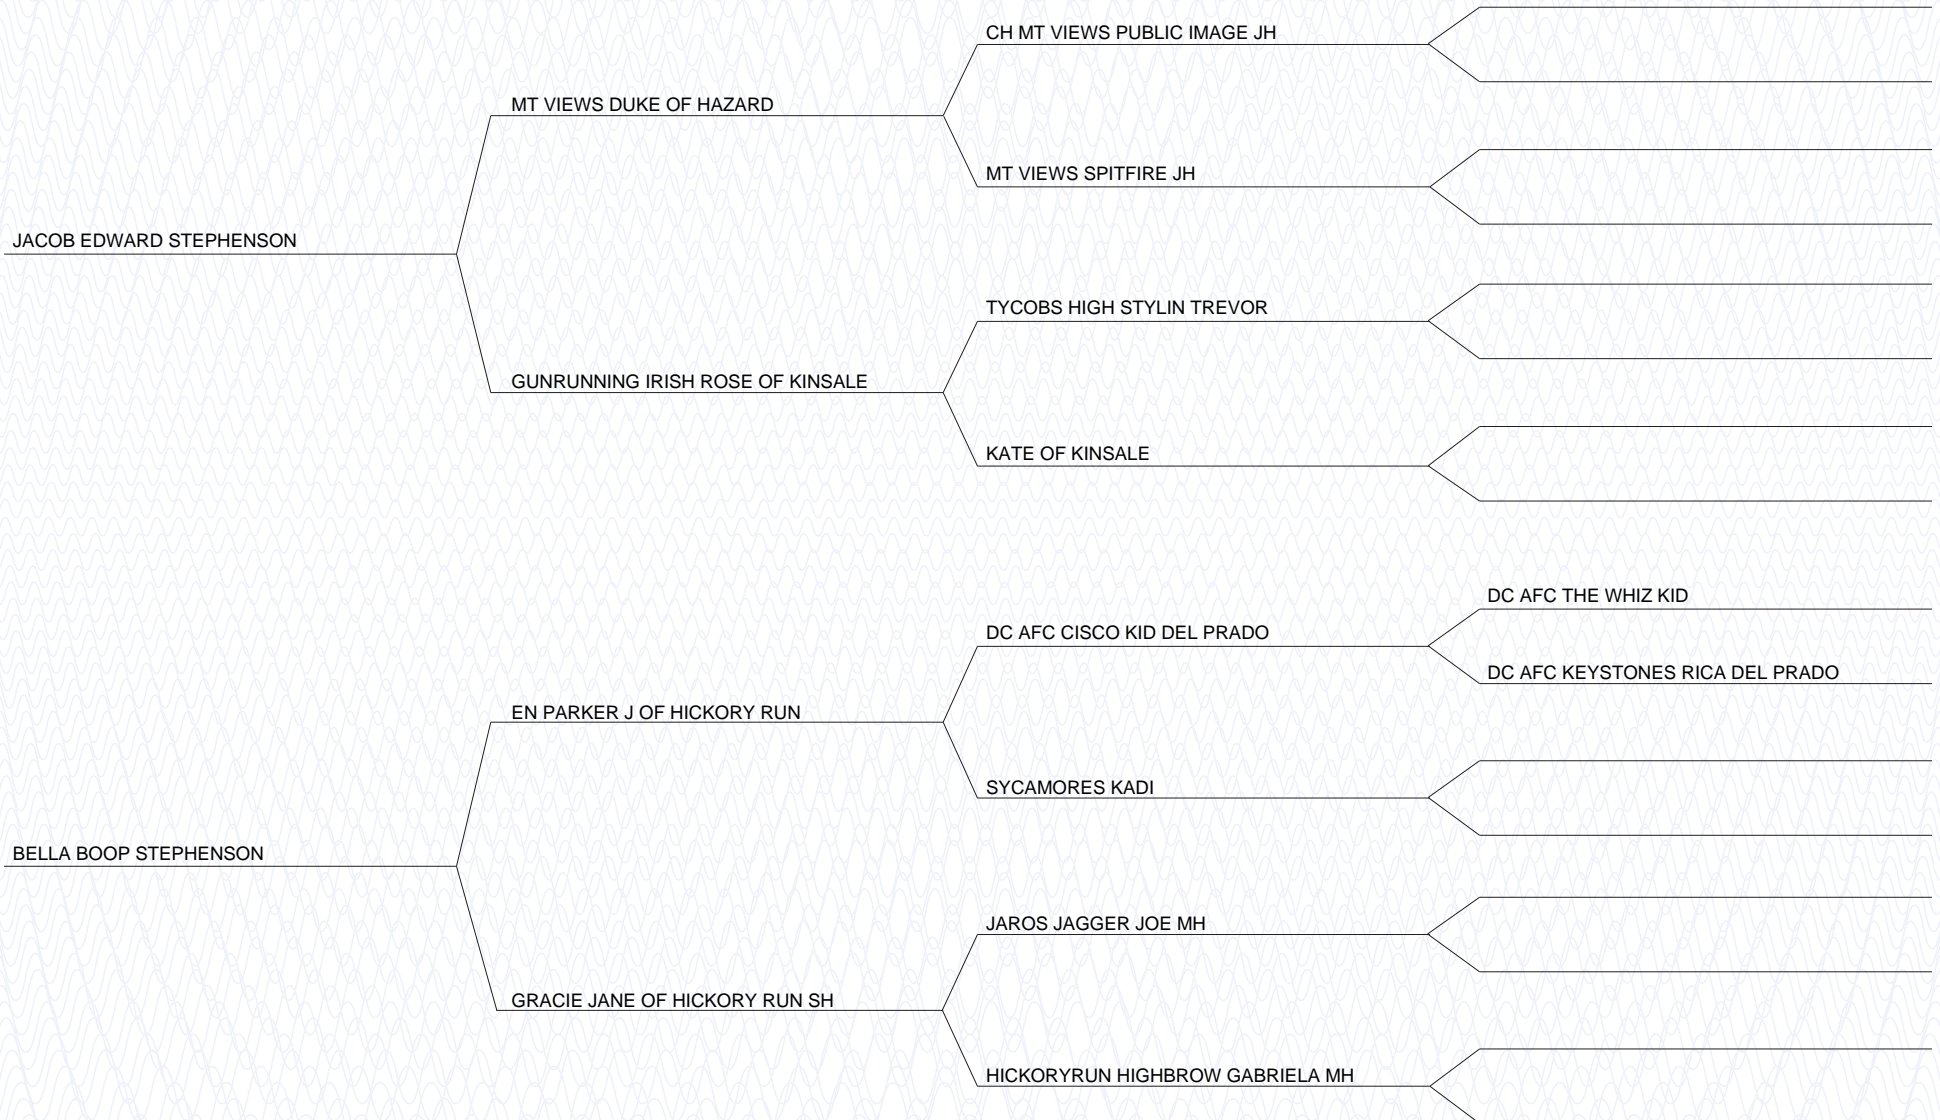 CH MT VIEWS PUBLIC IMAGE JH
MT VIEWS DUKE OF HAZARD
MT VIEWS SPITFIRE JH
JACOB EDWARD STEPHENSON
TYCOBS HIGH STYLIN TREVOR
GUNRUNNING IRISH ROSE OF KINSALE
KATE OF KINSALE
DC AFC THE WHIZ KID
DC AFC CISCO KID DEL PRADO
DC AFC KEYSTONES RICA DEL PRADO
EN PARKER J OF HICKORY RUN
SYCAMORES KADI
BELLA BOOP STEPHENSON
JAROS JAGGER JOE MH
GRACIE JANE OF HICKORY RUN SH
HICKORYRUN HIGHBROW GABRIELA MH